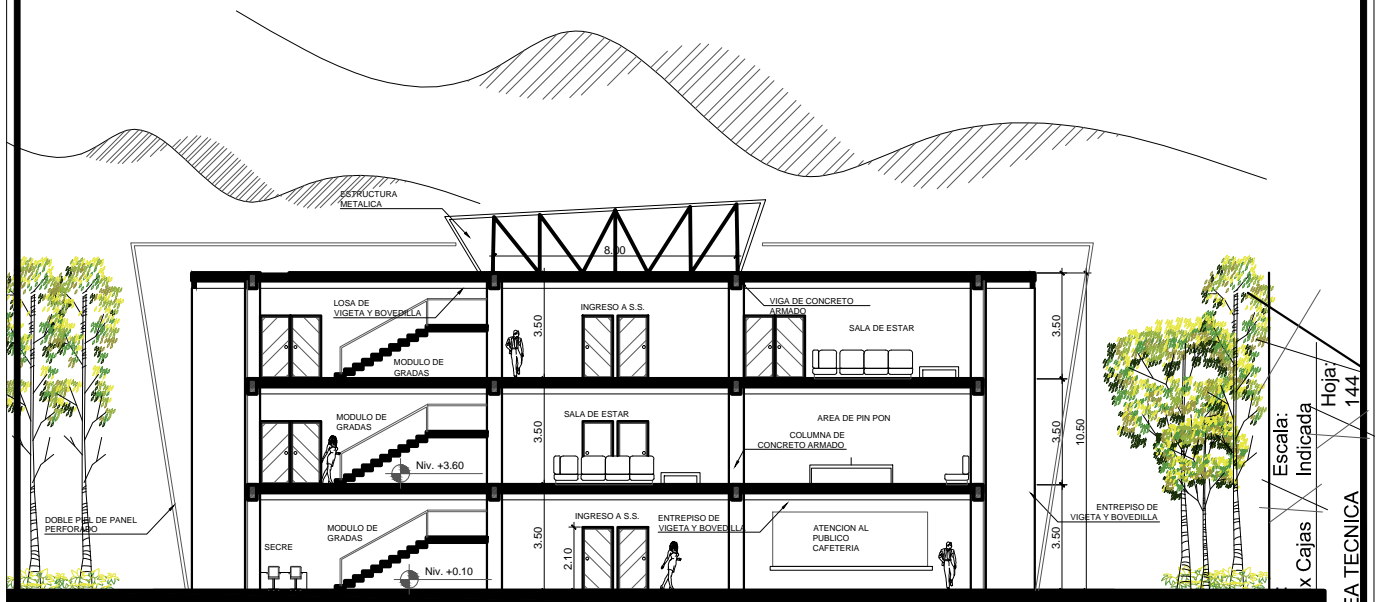 ESTRUCTURA
METALICA
8.00
LOSA DE
VIGETA Y BOVEDILLA
3.50
INGRESO A S.S.
VIGA DE CONCRETO
ARMADO
SALA DE ESTAR
3.50
MODULO DE
GRADAS
MODULO DE
GRADAS
3.50
SALA DE ESTAR
AREA DE PIN PON
COLUMNA DE
CONCRETO ARMADO
3.50
10.50
Niv. +3.60
DOBLE PIEL DE PANEL
PERFORADO
MODULO DE
GRADAS
SECRE
3.50
INGRESO A S.S.
2.10
ENTREPISO DE
VIGETA Y BOVEDILLA
ATENCION AL
PUBLICO
CAFETERIA
3.50
ENTREPISO DE
VIGETA Y BOVEDILLA
Niv. +0.10
x Cajas
Escala:
Indicada
Hoja:
144
TECNICA